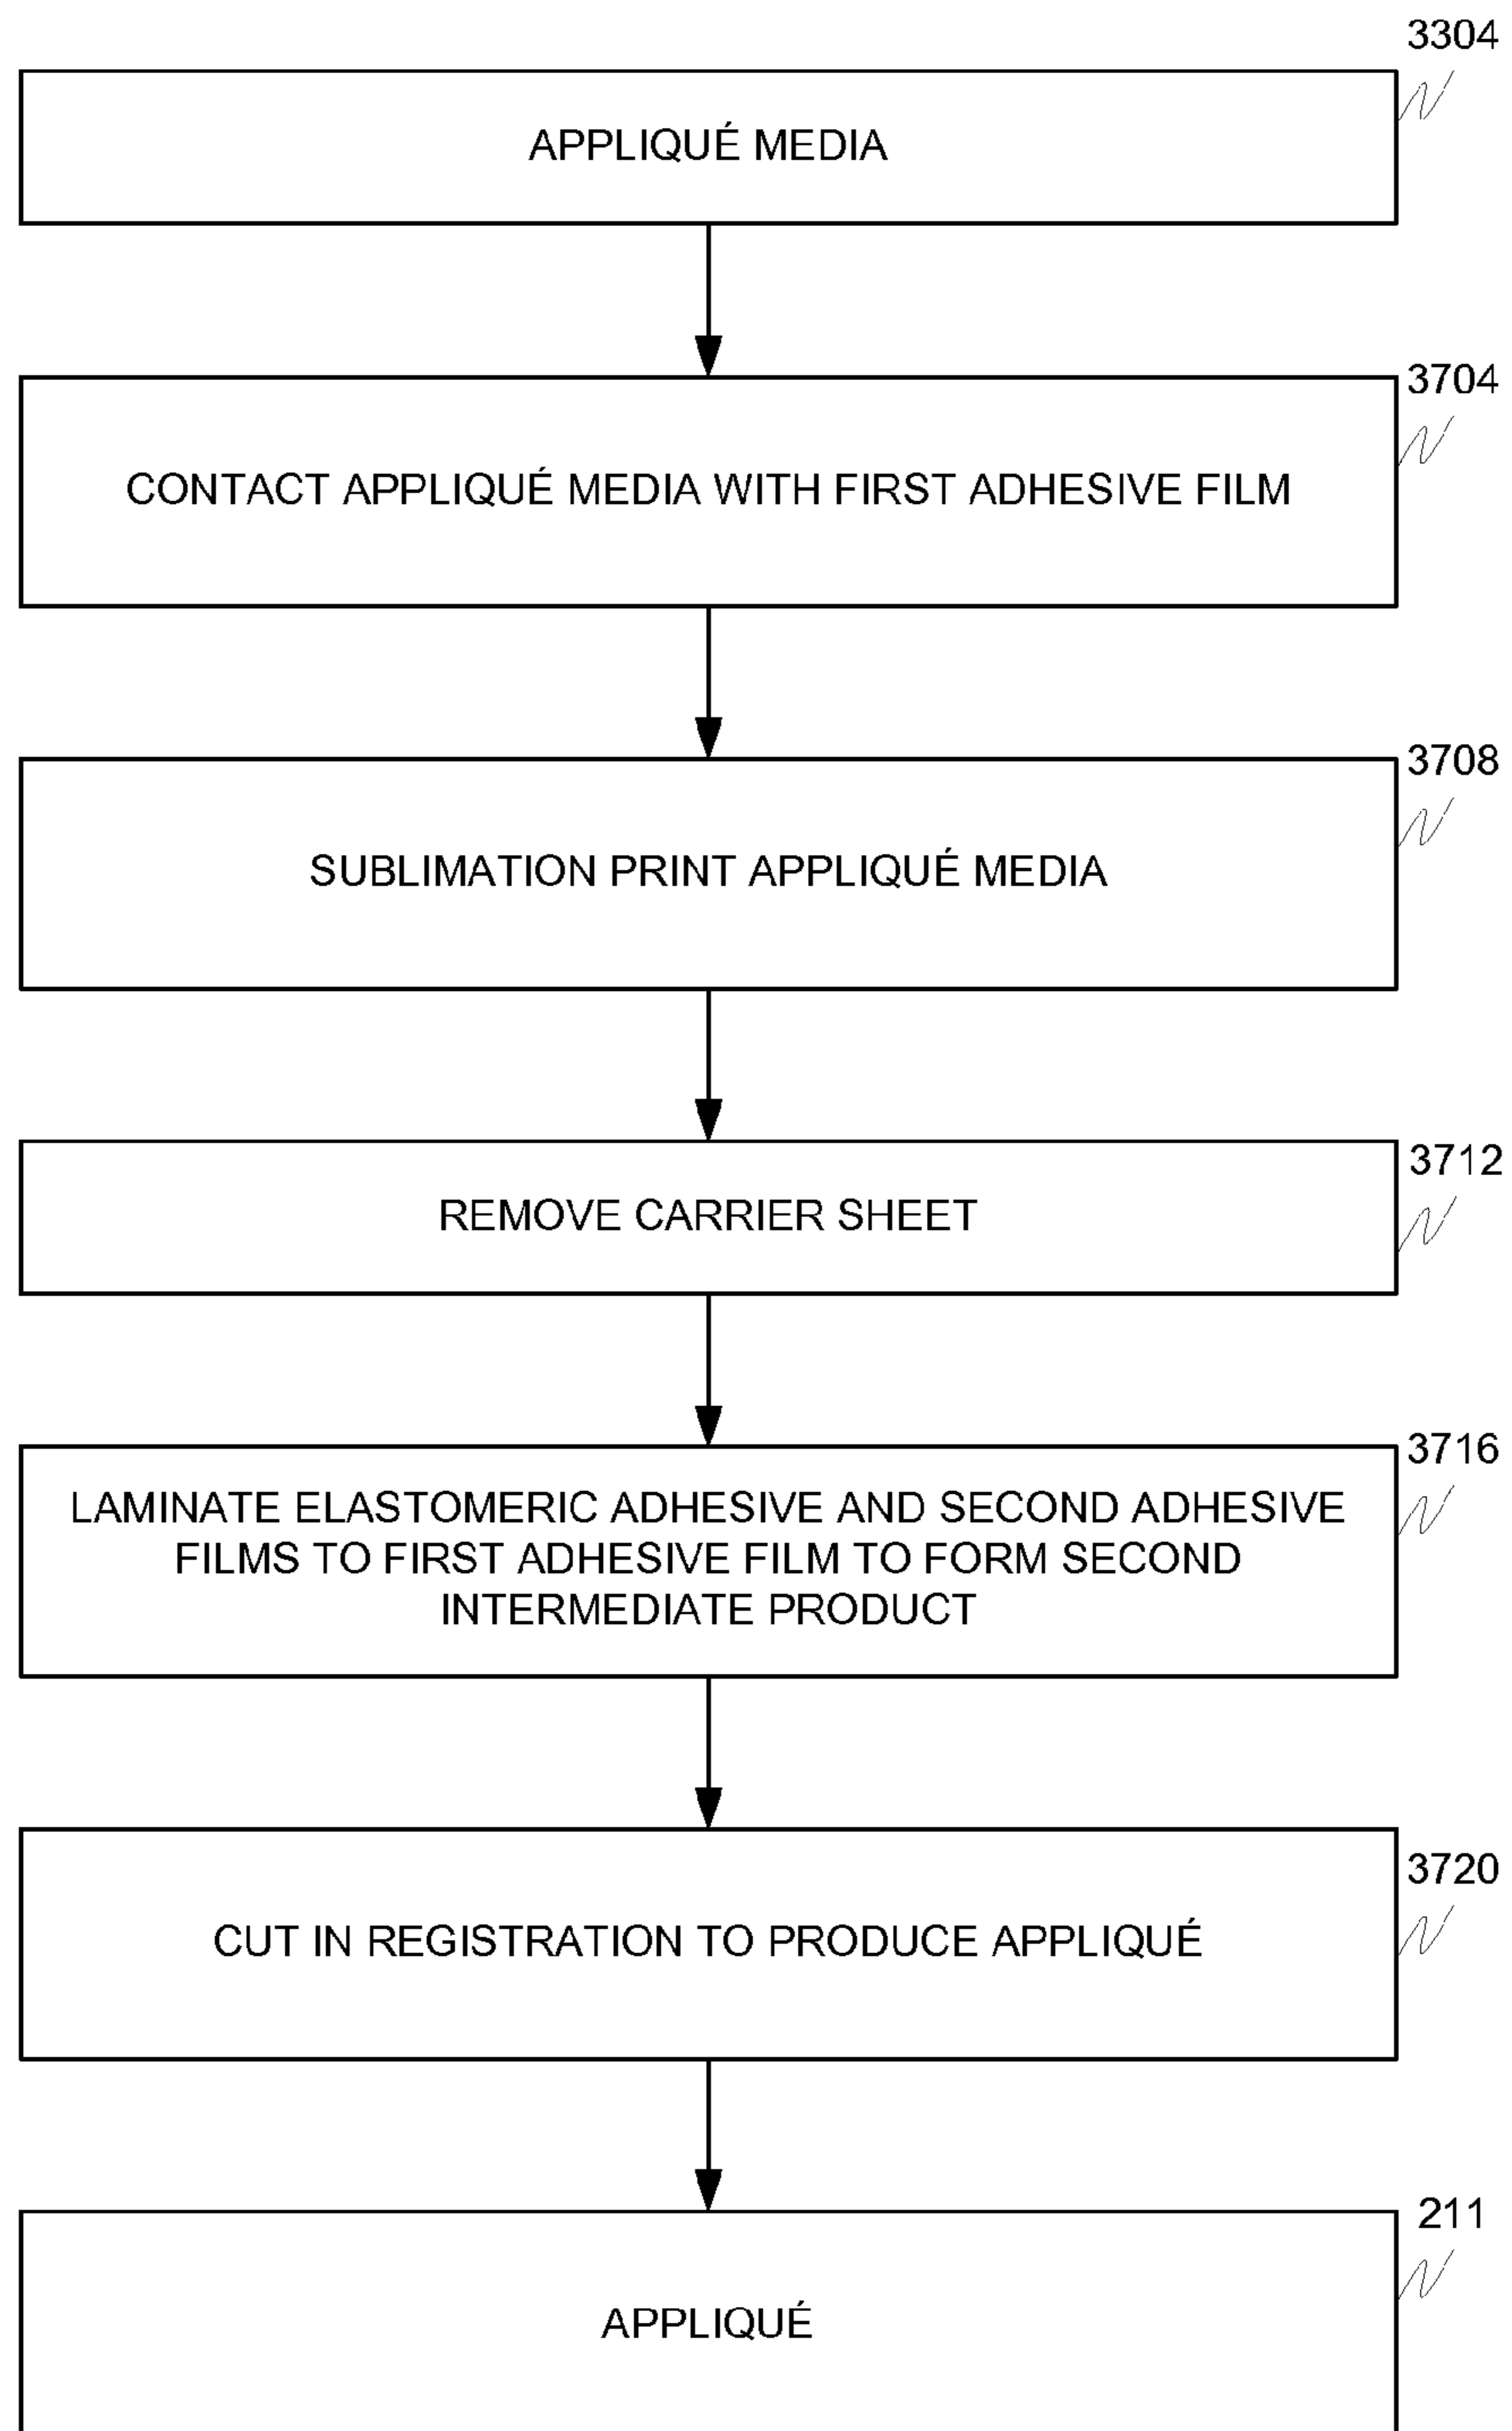 3304
APPLIQUÉ MEDIA
3704
CONTACT APPLIQUÉ MEDIA WITH FIRST ADHESIVE FILM
3708
SUBLIMATION PRINT APPLIQUÉ MEDIA
3712
REMOVE CARRIER SHEET
3716
LAMINATE ELASTOMERIC ADHESIVE AND SECOND ADHESIVE
FILMS TO FIRST ADHESIVE FILM TO FORM SECOND
INTERMEDIATE PRODUCT
3720
CUT IN REGISTRATION TO PRODUCE APPLIQUÉ
211
APPLIQUÉ